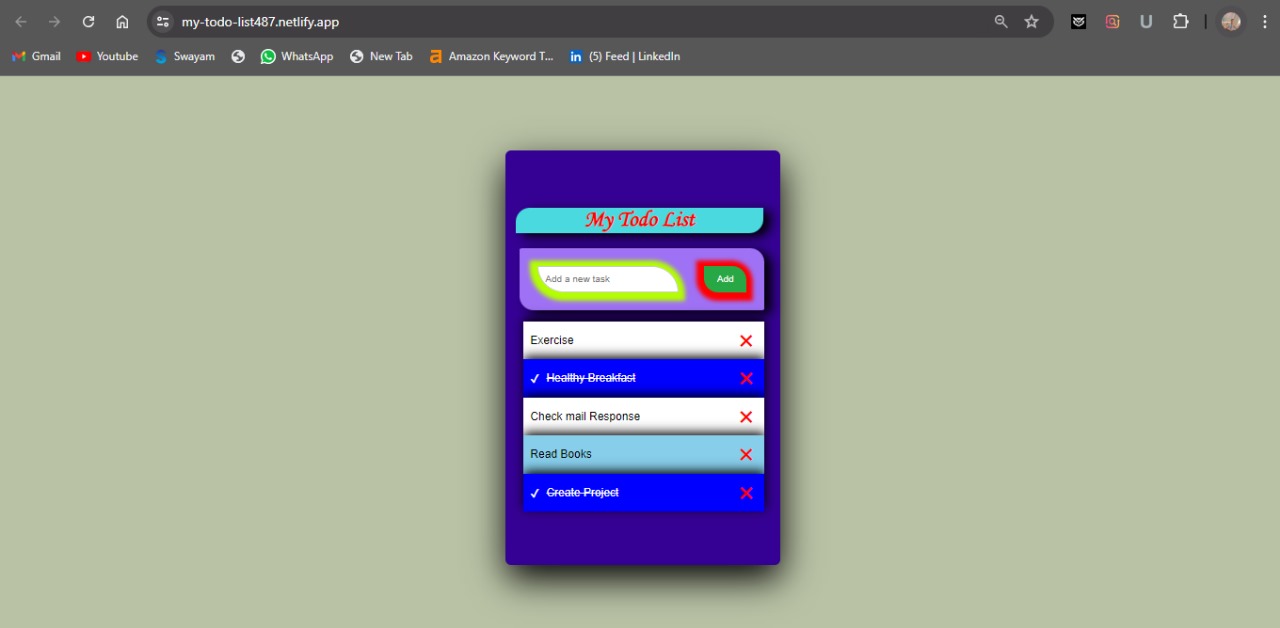 my-todo-list487.netlify.app
Gmail Youtube Swayam WhatsApp New Tab Amazon Keyword T... (5) Feed | LinkedIn
My Todo List
Add a new task Add
Exercise
✓ Healthy Breakfast
Check mail Response
Read Books
✓ Create Project